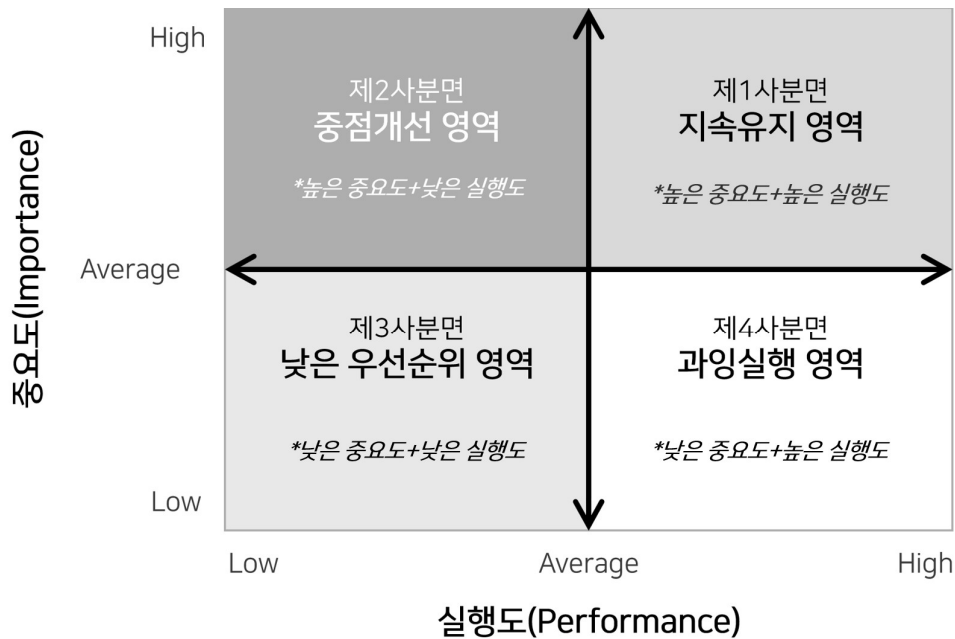 High
제2사분면
중점개선 영역
*높은 중요도+낮은 실행도
제1사분면
지속유지 영역
*높은 중요도+높은 실행도
중요도(Importance)
Average
제3사분면
낮은 우선순위 영역
*낮은 중요도+낮은 실행도
제4사분면
과잉실행 영역
*낮은 중요도+높은 실행도
Low
Low
Average
High
실행도(Performance)